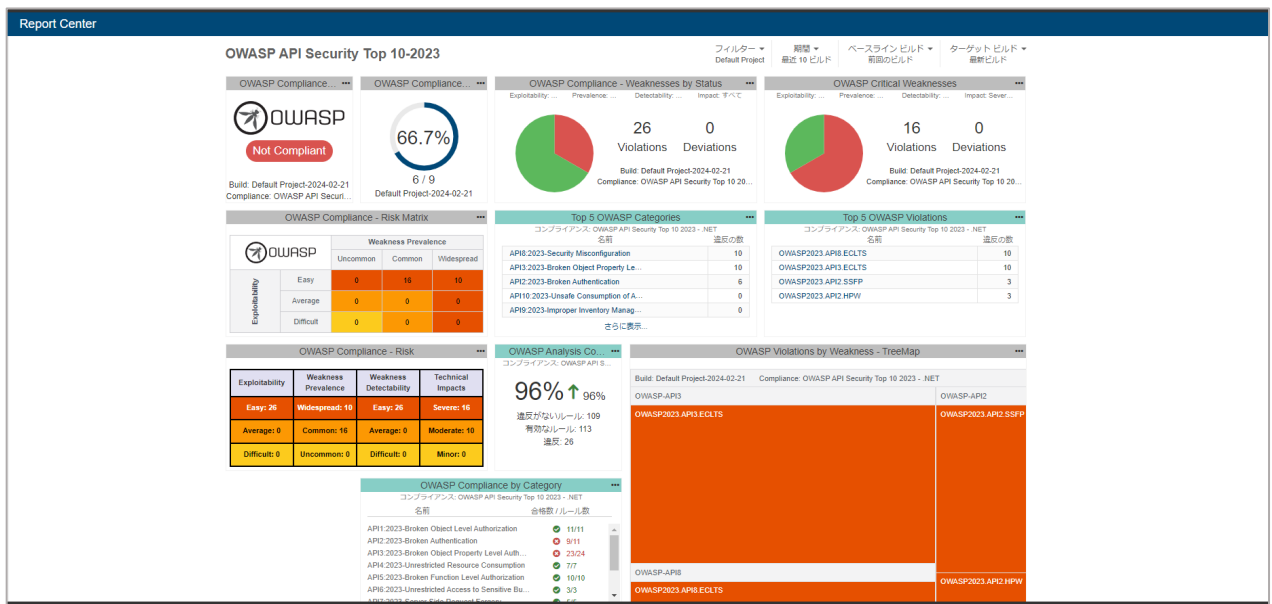 Report Center
OWASP API Security Top 10-2023
フィルター
Default Project
期間
最近 10 ビルド
ベースライン ビルド
前回のビルド
ターゲット ビルド
最新ビルド
OWASP Compliance... •••
OWASP
Not Compliant
Build: Default Project-2024-02-21
Compliance: OWASP API Securi...
OWASP Compliance... •••
66.7%
6 / 9
Default Project-2024-02-21
OWASP Compliance - Weaknesses by Status •••
Exploitability: ... Prevalence: ... Detectability: ... Impact: すべて
26 0
Violations Deviations
Build: Default Project-2024-02-21
Compliance: OWASP API Security Top 10 20...
OWASP Critical Weaknesses •••
Exploitability: ... Prevalence: ... Detectability: ... Impact: Sever...
16 0
Violations Deviations
Build: Default Project-2024-02-21
Compliance: OWASP API Security Top 10 20...
OWASP Compliance - Risk Matrix •••
OWASP
Weakness Prevalence
Uncommon Common Widespread
Exploitability
Easy 0 16 10
Average 0 0 0
Difficult 0 0 0
Top 5 OWASP Categories •••
コンプライアンス: OWASP API Security Top 10 2023 - .NET
名前 違反の数
API8:2023-Security Misconfiguration 10
API3:2023-Broken Object Property Le... 10
API2:2023-Broken Authentication 6
API10:2023-Unsafe Consumption of A... 0
API9:2023-Improper Inventory Manag... 0
さらに表示...
Top 5 OWASP Violations •••
コンプライアンス: OWASP API Security Top 10 2023 - .NET
名前 違反の数
OWASP2023.API8.ECLTS 10
OWASP2023.API3.ECLTS 10
OWASP2023.API2.SSFP 3
OWASP2023.API2.HPW 3
OWASP Compliance - Risk •••
Exploitability Weakness Prevalence Weakness Detectability Technical Impacts
Easy: 26 Widespread: 10 Easy: 26 Severe: 16
Average: 0 Common: 16 Average: 0 Moderate: 10
Difficult: 0 Uncommon: 0 Difficult: 0 Minor: 0
OWASP Analysis Co... •••
コンプライアンス: OWASP API S...
96% 96%
違反がないルール: 109
有効なルール: 113
違反: 26
OWASP Violations by Weakness - TreeMap •••
Build: Default Project-2024-02-21 Compliance: OWASP API Security Top 10 2023 - .NET
OWASP-API3 OWASP-API2
OWASP2023.API3.ECLTS OWASP2023.API2.SSFP
OWASP-API8
OWASP2023.API2.HPW
OWASP2023.API8.ECLTS
OWASP Compliance by Category •••
コンプライアンス: OWASP API Security Top 10 2023 - .NET
名前 合格数 / ルール数
API1:2023-Broken Object Level Authorization 11/11
API2:2023-Broken Authentication 9/11
API3:2023-Broken Object Property Level Auth... 23/24
API4:2023-Unrestricted Resource Consumption 7/7
API5:2023-Broken Function Level Authorization 10/10
API6:2023-Unrestricted Access to Sensitive Bu... 3/3